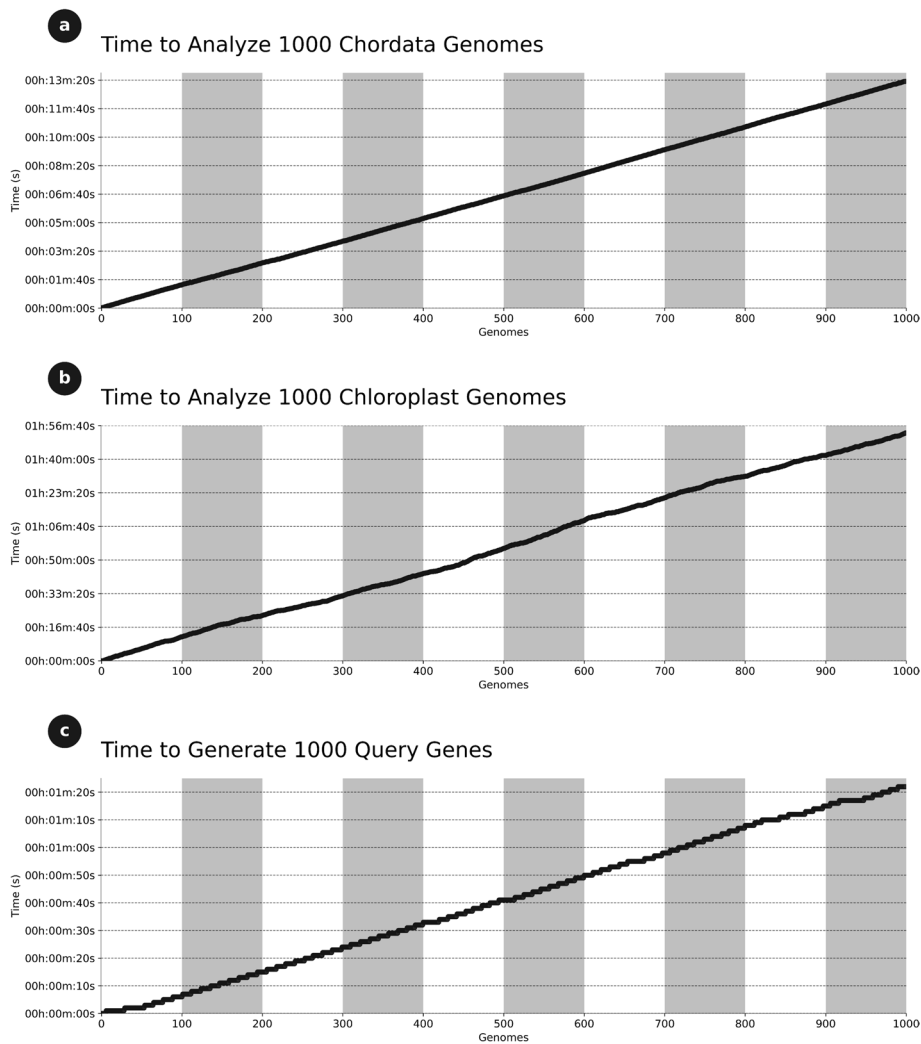 a
Time to Analyze 1000 Chordata Genomes
00h:13m:20s
00h:11m:40s
00h:10m:00s
00h:08m:20s
00h:06m:40s
00h:05m:00s
00h:03m:20s
00h:01m:40s
00h:00m:00s
Time (s)
0 100 200 300 400 500 600 700 800 900 1000
Genomes
b
Time to Analyze 1000 Chloroplast Genomes
01h:56m:40s
01h:40m:00s
01h:23m:20s
01h:06m:40s
00h:50m:00s
00h:33m:20s
00h:16m:40s
00h:00m:00s
Time (s)
0 100 200 300 400 500 600 700 800 900 1000
Genomes
c
Time to Generate 1000 Query Genes
00h:01m:20s
00h:01m:10s
00h:01m:00s
00h:00m:50s
00h:00m:40s
00h:00m:30s
00h:00m:20s
00h:00m:10s
00h:00m:00s
Time (s)
0 100 200 300 400 500 600 700 800 900 1000
Genomes